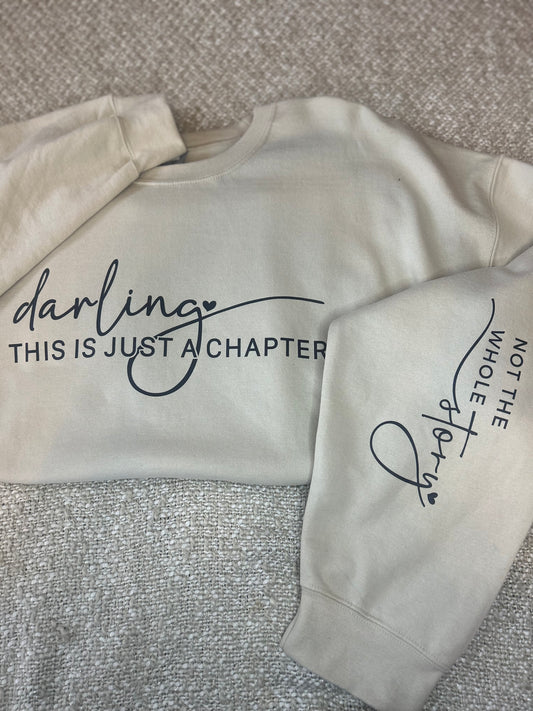 darling
THIS IS JUST A CHAPTER
NOT THE
WHOLE
story